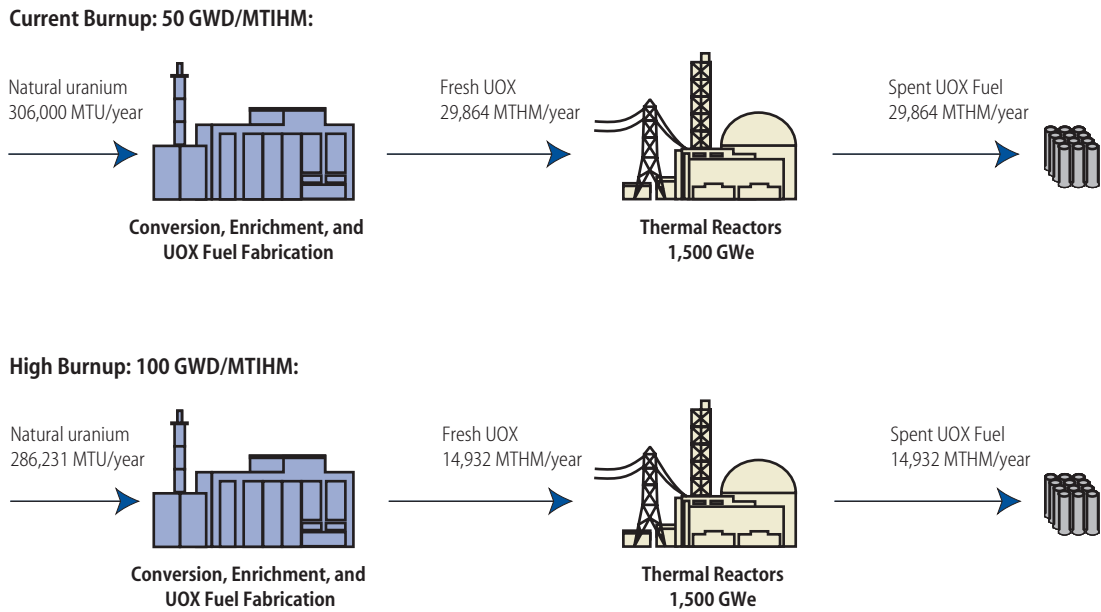 Current Burnup: 50 GWD/MTIHM:
Natural uranium
306,000 MTU/year
Fresh UOX
29,864 MTHM/year
Spent UOX Fuel
29,864 MTHM/year
Conversion, Enrichment, and
UOX Fuel Fabrication
Thermal Reactors
1,500 GWe
High Burnup: 100 GWD/MTIHM:
Natural uranium
286,231 MTU/year
Fresh UOX
14,932 MTHM/year
Spent UOX Fuel
14,932 MTHM/year
Conversion, Enrichment, and
UOX Fuel Fabrication
Thermal Reactors
1,500 GWe